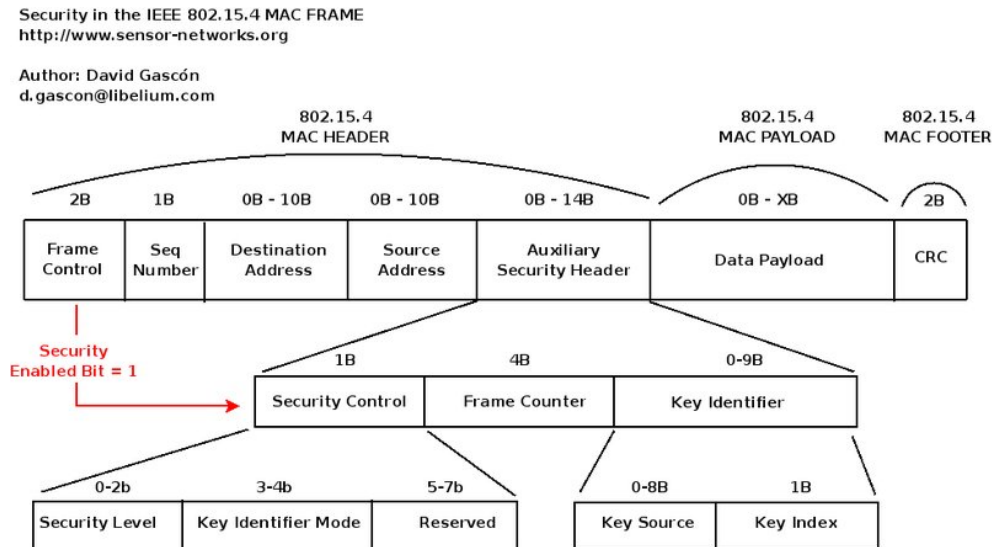 Security in the IEEE 802.15.4 MAC FRAME
http://www.sensor-networks.org
Author: David Gascón
d.gascon@libelium.com
802.15.4
MAC HEADER
802.15.4
MAC PAYLOAD
802.15.4
MAC FOOTER
2B 1B 0B - 10B 0B - 10B 0B - 14B 0B - XB 2B
Frame
Control
Seq
Number
Destination
Address
Source
Address
Auxiliary
Security Header
Data Payload
CRC
Security
Enabled Bit = 1
1B 4B 0-9B
Security Control Frame Counter Key Identifier
0-2b 3-4b 5-7b 0-8B 1B
Security Level Key Identifier Mode Reserved Key Source Key Index